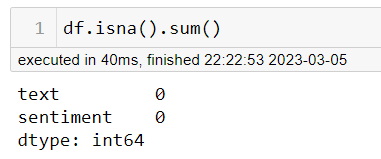 1 df.isna().sum()
executed in 40ms, finished 22:22:53 2023-03-05
text 0
sentiment 0
dtype: int64